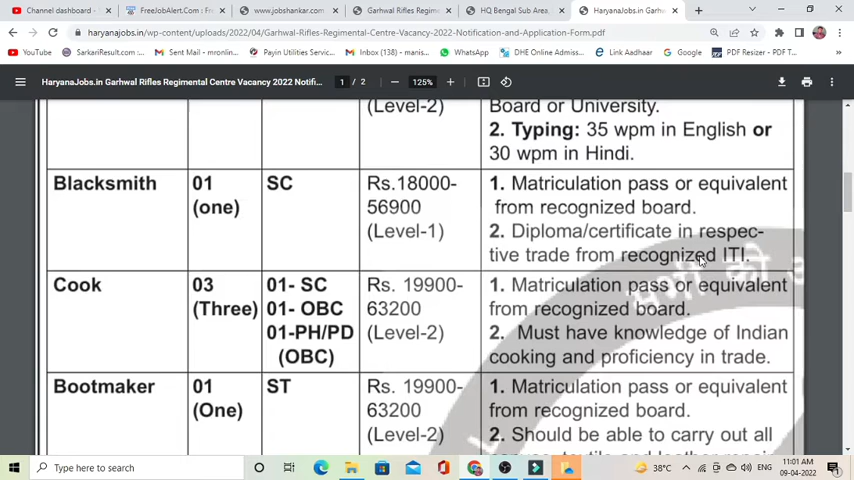 Channel dashboard
FreeJobAlert.Com : F
www.jobshankar.com
Garhwal Rifles Regime
HQ Bengal Sub Area,
HaryanaJobs.in Garhw
haryanajobs.in/wp-content/uploads/2022/04/Garhwal-Rifles-Regimental-Centre-Vacancy-2022-Notification-and-Application-Form.pdf
YouTube
SarkariResult.com :...
Sent Mail - mronline...
Payin Utilities Servic...
Inbox (138) - manis...
WhatsApp
DHE Online Admissi...
Link Aadhaar
Google
PDF Resizer
PDF DeTool...
HaryanaJobs.in Garhwal Rifles Regimental Centre Vacancy 2022 Notifi...
1 / 2
125%
(Level-2)
Board or University.
2. Typing: 35 wpm in English or
30 wpm in Hindi.
Blacksmith
01
(one)
SC
Rs.18000-
56900
(Level-1)
1. Matriculation pass or equivalent
from recognized board.
2. Diploma/certificate in respec-
tive trade from recognized ITI.
Cook
03
(Three)
01- SC
01- OBC
01-PH/PD
(OBC)
Rs. 19900-
63200
(Level-2)
1. Matriculation pass or equivalent
from recognized board.
2. Must have knowledge of Indian
cooking and proficiency in trade.
Bootmaker
01
(One)
ST
Rs. 19900-
63200
(Level-2)
1. Matriculation pass or equivalent
from recognized board.
2. Should be able to carry out all
Type here to search
38°C
ENG
11:01 AM
09-04-2022